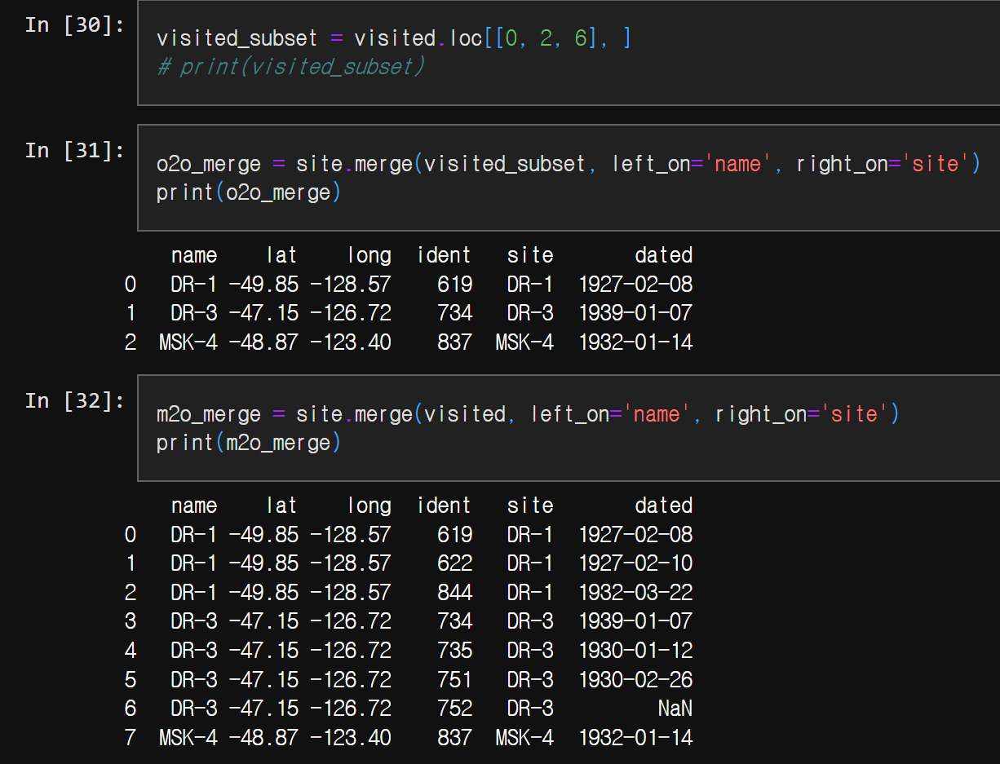 In [30]:
visited_subset = visited.loc[[0, 2, 6], ]
# print(visited_subset)
In [31]:
o2o_merge = site.merge(visited_subset, left_on='name', right_on='site')
print(o2o_merge)
name lat long ident site dated
0 DR-1 -49.85 -128.57 619 DR-1 1927-02-08
1 DR-3 -47.15 -126.72 734 DR-3 1939-01-07
2 MSK-4 -48.87 -123.40 837 MSK-4 1932-01-14
In [32]:
m2o_merge = site.merge(visited, left_on='name', right_on='site')
print(m2o_merge)
name lat long ident site dated
0 DR-1 -49.85 -128.57 619 DR-1 1927-02-08
1 DR-1 -49.85 -128.57 622 DR-1 1927-02-10
2 DR-1 -49.85 -128.57 844 DR-1 1932-03-22
3 DR-3 -47.15 -126.72 734 DR-3 1939-01-07
4 DR-3 -47.15 -126.72 735 DR-3 1930-01-12
5 DR-3 -47.15 -126.72 751 DR-3 1930-02-26
6 DR-3 -47.15 -126.72 752 DR-3 NaN
7 MSK-4 -48.87 -123.40 837 MSK-4 1932-01-14